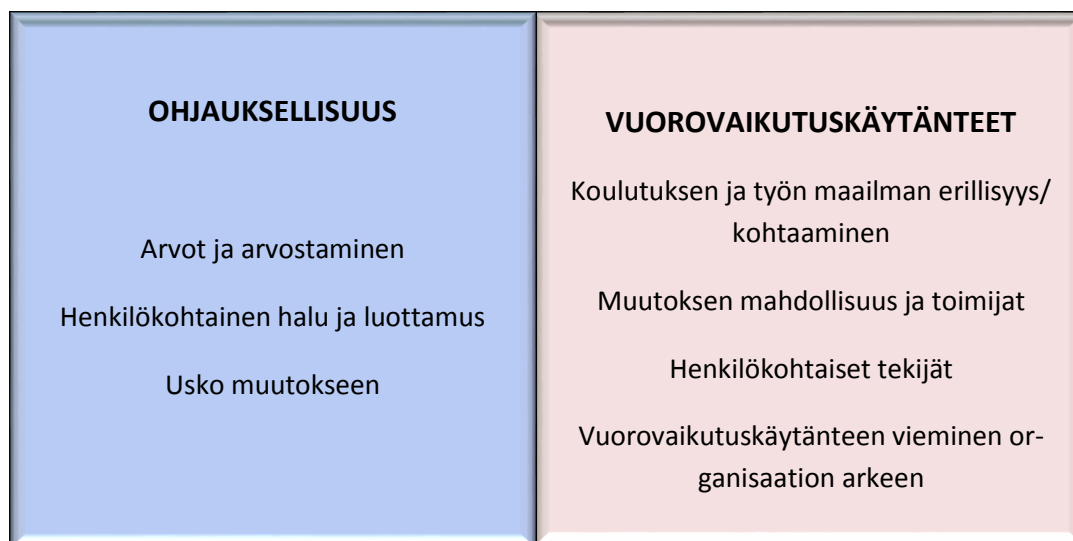 OHJAUKSELLISUUS
Arvot ja arvostaminen
Henkilökohtainen halu ja luottamus
Usko muutokseen
VUOROVAIKUTUSKÄYTÄNTEET
Koulutuksen ja työn maailman erillisyys/
kohtaaminen
Muutoksen mahdollisuus ja toimijat
Henkilökohtaiset tekijät
Vuorovaikutuskäytänteen vieminen or-
ganisaation arkeen